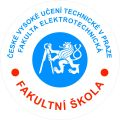 ČESKÉ VYSOKÉ UČENÍ TECHNICKÉ V PRAZE
FAKULTA ELEKTROTECHNICKÁ
• FAKULTNÍ ŠKOLA •